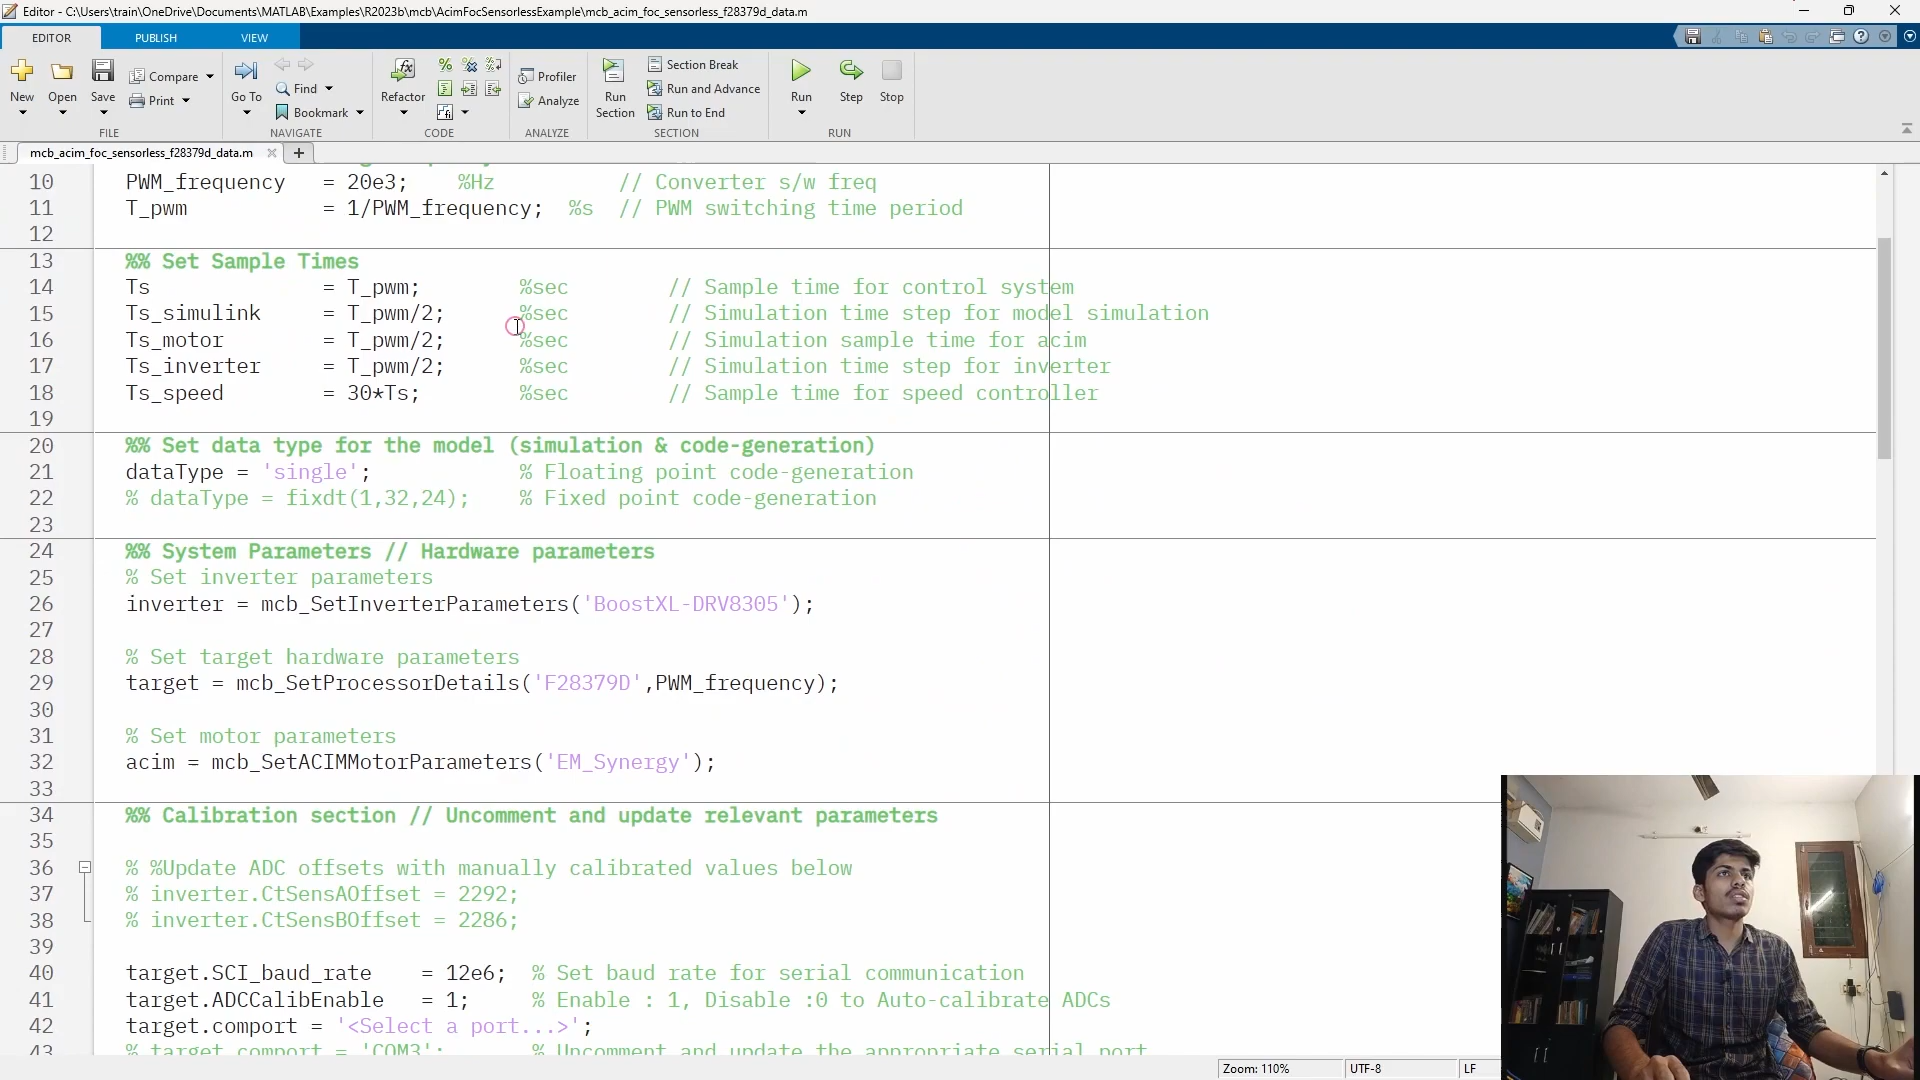 Editor - C:\Users\train\OneDrive\Documents\MATLAB\Examples\R2023b\mcb\AcimFocSensorlessExample\mcb_acim_foc_sensorless_f28379d_data.m
EDITOR PUBLISH VIEW
New Open Save Compare Print
Go To Find Bookmark
Refactor
Profiler Analyze
Run Section Section Break Run and Advance Run to End
Run Step Stop
FILE NAVIGATE CODE ANALYZE SECTION RUN
mcb_acim_foc_sensorless_f28379d_data.m
10 PWM_frequency = 20e3; %Hz // Converter s/w freq
11 T_pwm = 1/PWM_frequency; %s // PWM switching time period
12
13 %% Set Sample Times
14 Ts = T_pwm; %sec // Sample time for control system
15 Ts_simulink = T_pwm/2; %sec // Simulation time step for model simulation
16 Ts_motor = T_pwm/2; %sec // Simulation sample time for acim
17 Ts_inverter = T_pwm/2; %sec // Simulation time step for inverter
18 Ts_speed = 30*Ts; %sec // Sample time for speed controller
19
20 %% Set data type for the model (simulation & code-generation)
21 dataType = 'single'; % Floating point code-generation
22 % dataType = fixdt(1,32,24); % Fixed point code-generation
23
24 %% System Parameters // Hardware parameters
25 % Set inverter parameters
26 inverter = mcb_SetInverterParameters('BoostXL-DRV8305');
27
28 % Set target hardware parameters
29 target = mcb_SetProcessorDetails('F28379D',PWM_frequency);
30
31 % Set motor parameters
32 acim = mcb_SetACIMMotorParameters('EM_Synergy');
33
34 %% Calibration section // Uncomment and update relevant parameters
35
36 % %Update ADC offsets with manually calibrated values below
37 % inverter.CtSensAOffset = 2292;
38 % inverter.CtSensBOffset = 2286;
39
40 target.SCI_baud_rate = 12e6; % Set baud rate for serial communication
41 target.ADCCalibEnable = 1; % Enable : 1, Disable :0 to Auto-calibrate ADCs
42 target.comport = '<Select a port...>';
43 % target.comport = 'COM3'; % Uncomment and update the appropriate serial port
Zoom: 110% UTF-8 LF